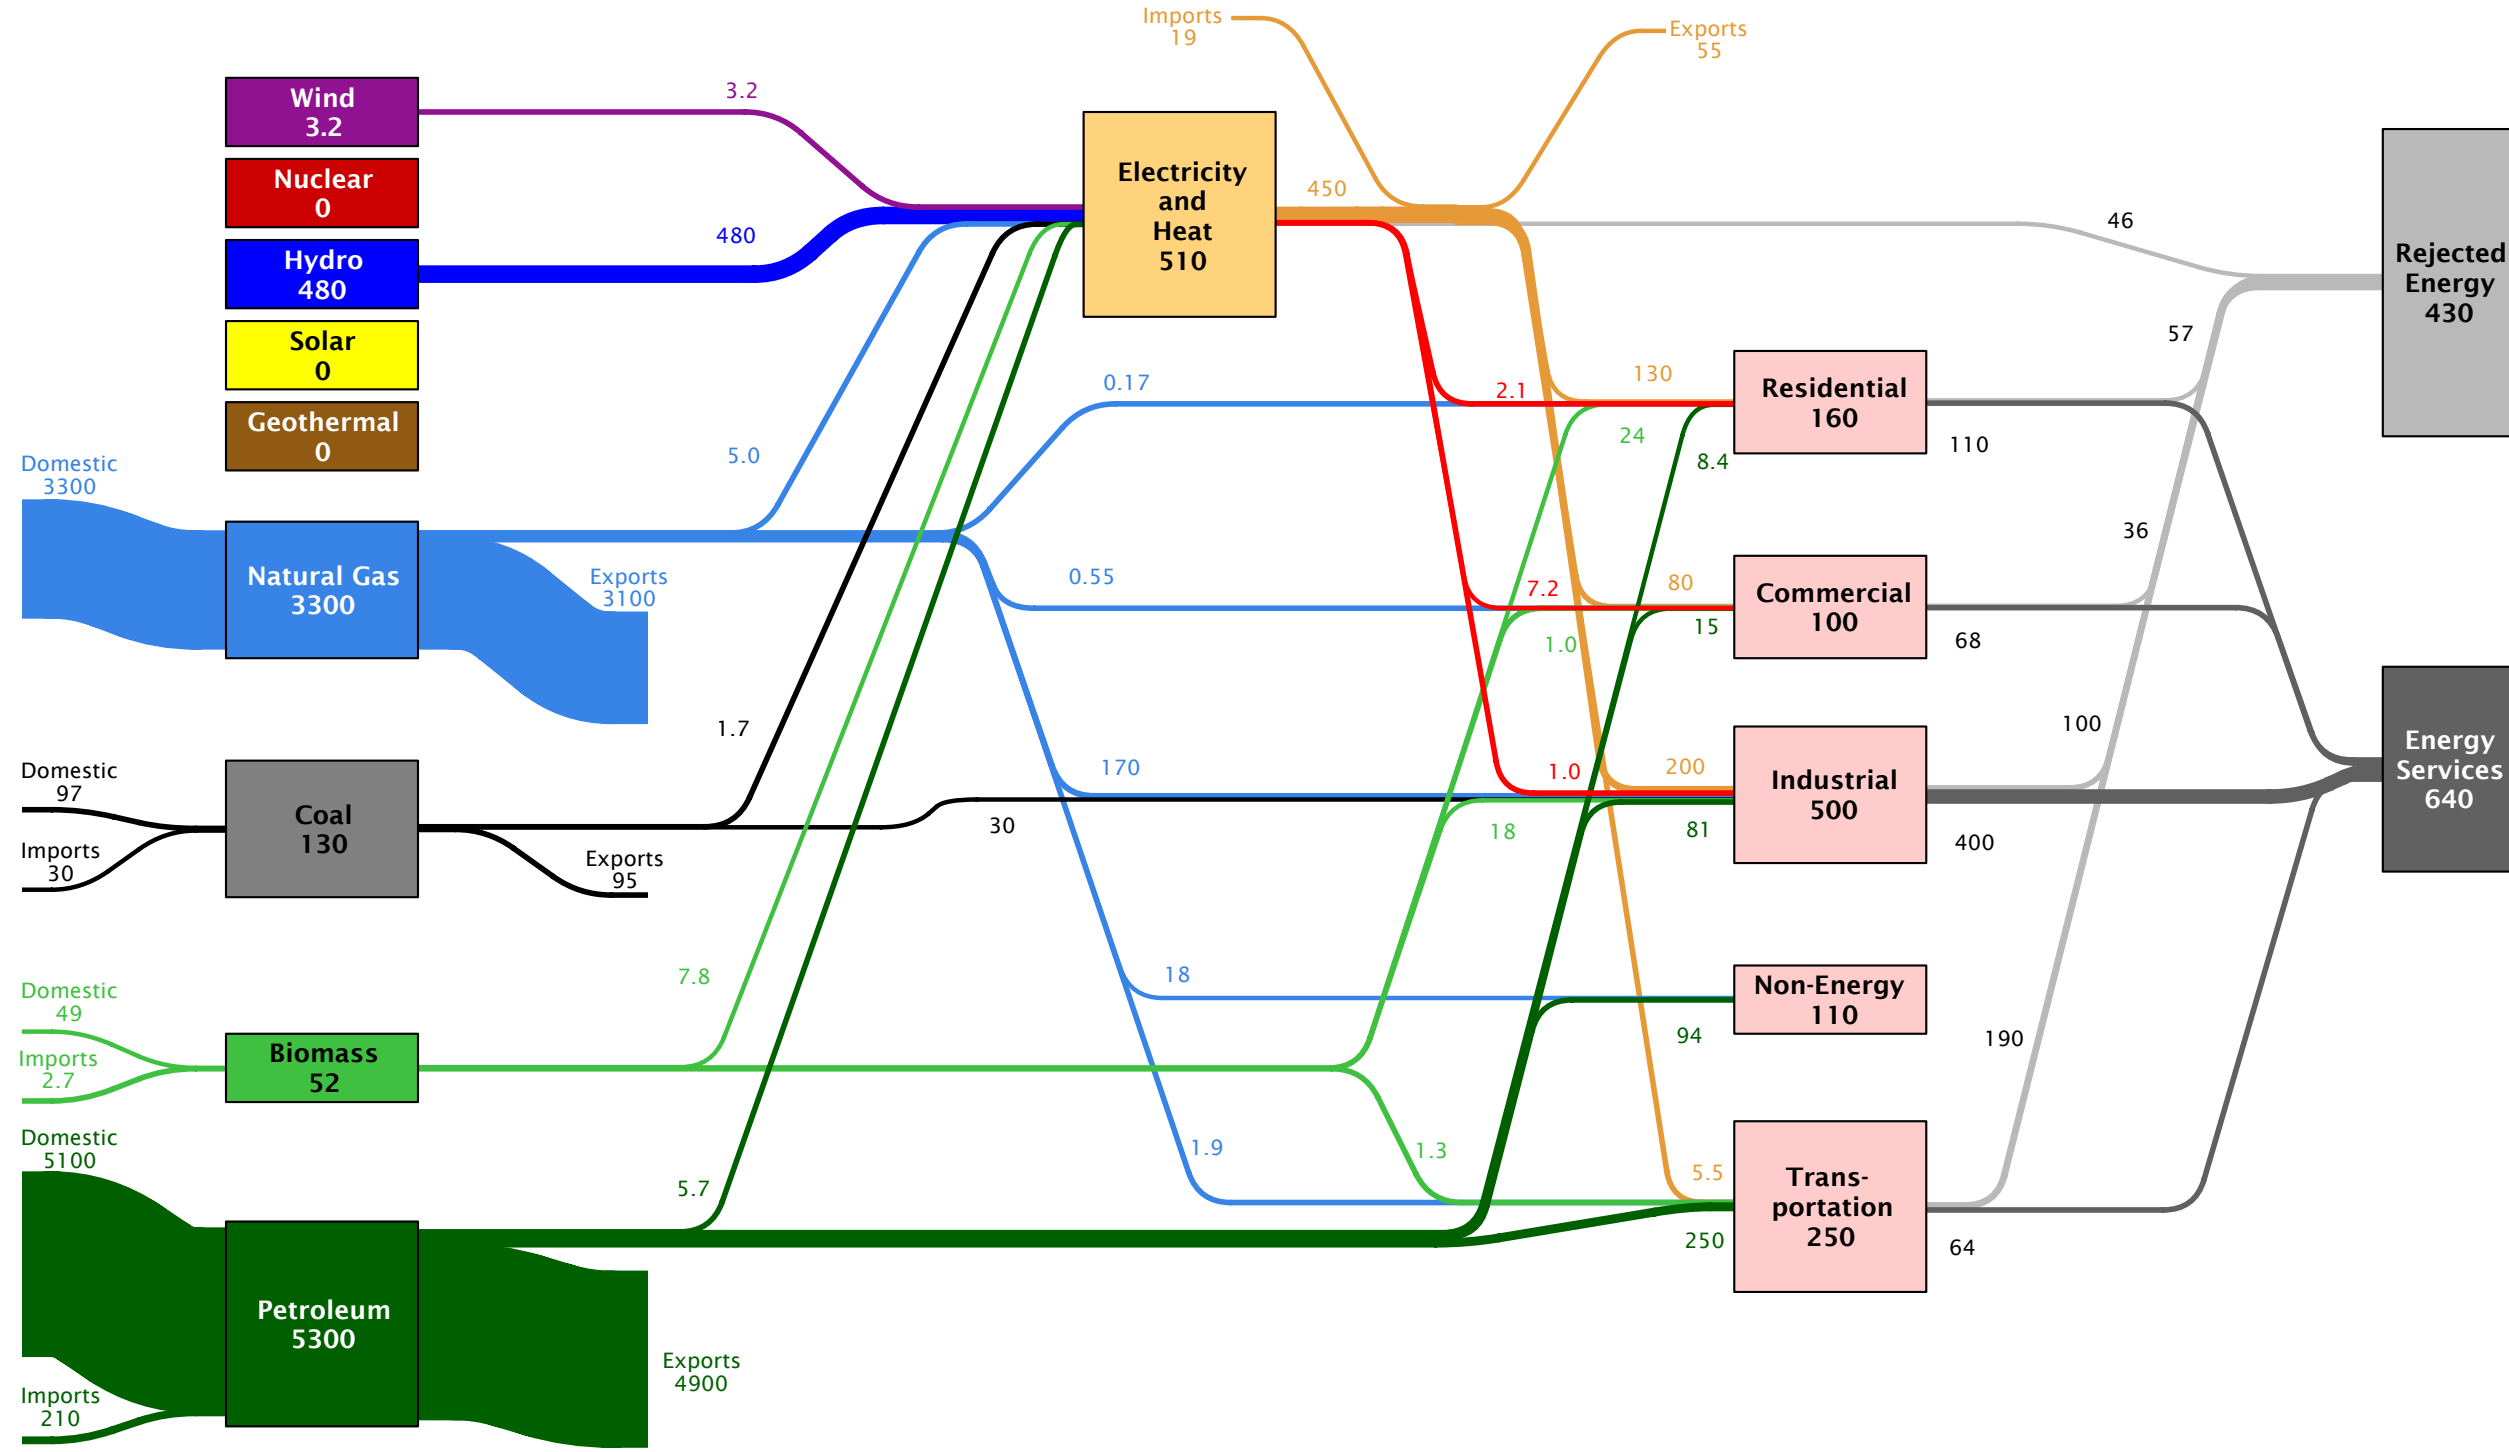 Imports
19
Exports
55
Wind
3.2
3.2
Nuclear
0
Hydro
480
480
Solar
0
Geothermal
0
Domestic
3300
Natural Gas
3300
Exports
3100
5.0
0.17
0.55
170
18
1.9
Domestic
97
Imports
30
Coal
130
Exports
95
1.7
30
Domestic
49
Imports
2.7
Biomass
52
7.8
24
1.0
18
1.3
Domestic
5100
Imports
210
Petroleum
5300
Exports
4900
5.7
8.4
15
81
94
250
Electricity
and
Heat
510
450
46
2.1
7.2
1.0
130
80
200
5.5
Residential
160
57
110
Commercial
100
36
68
Industrial
500
100
400
Non-Energy
110
Trans-
portation
250
190
64
Rejected
Energy
430
Energy
Services
640